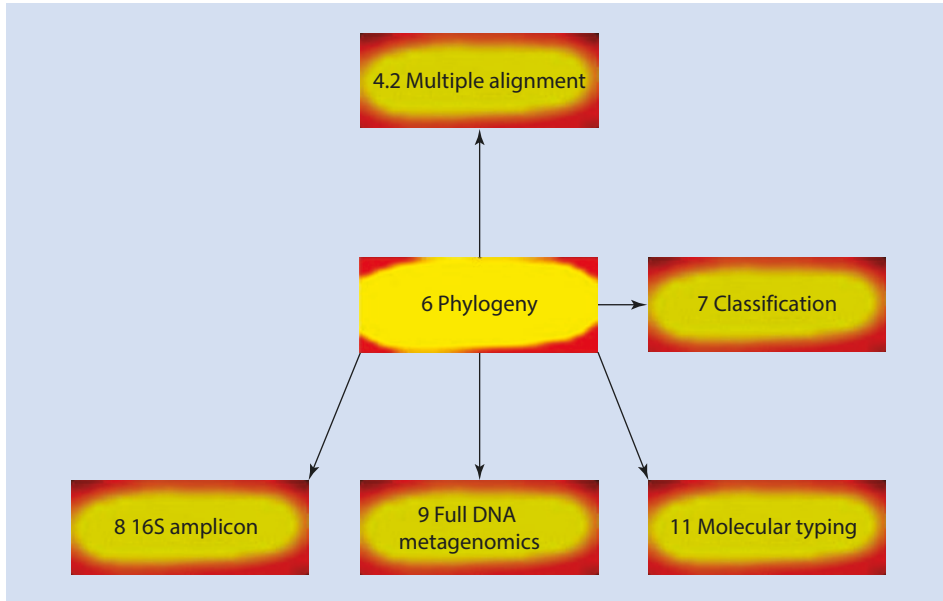 4.2 Multiple alignment
6 Phylogeny
7 Classification
8 16S amplicon
9 Full DNA
metagenomics
11 Molecular typing